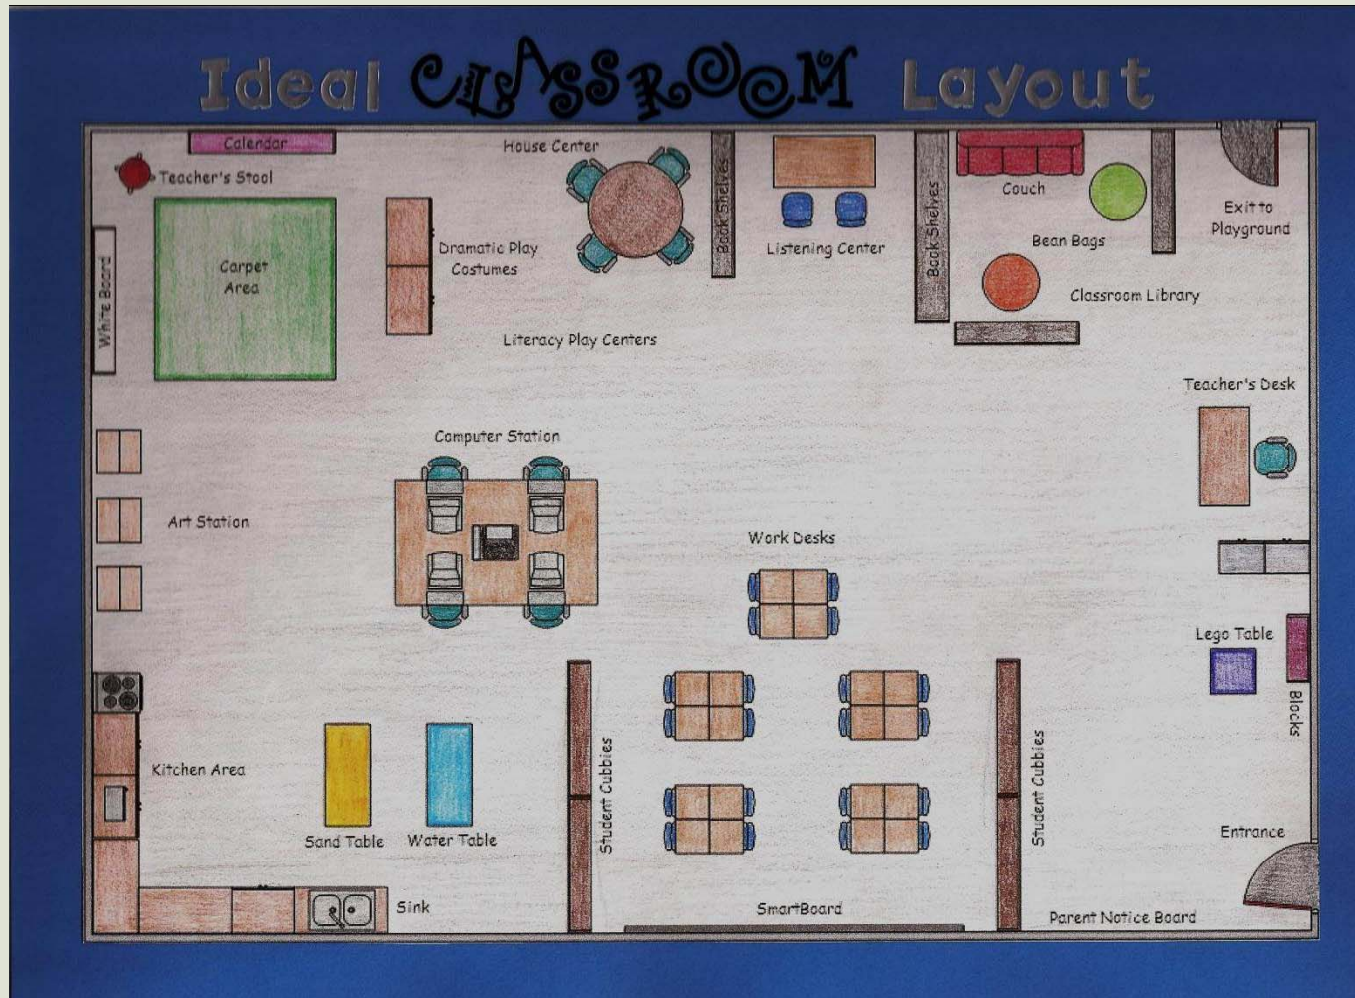 Ideal CLASSROOM Layout
Calendar
Teacher's Stool
House Center
Book Shelves
Listening Center
Book Shelves
Couch
Bean Bags
Exit to
Playground
White Board
Carpet
Area
Dramatic Play
Costumes
Classroom Library
Literacy Play Centers
Teacher's Desk
Computer Station
Art Station
Work Desks
Lego Table
Blocks
Kitchen Area
Sand Table
Water Table
Student Cubbies
Student Cubbies
Entrance
Sink
SmartBoard
Parent Notice Board